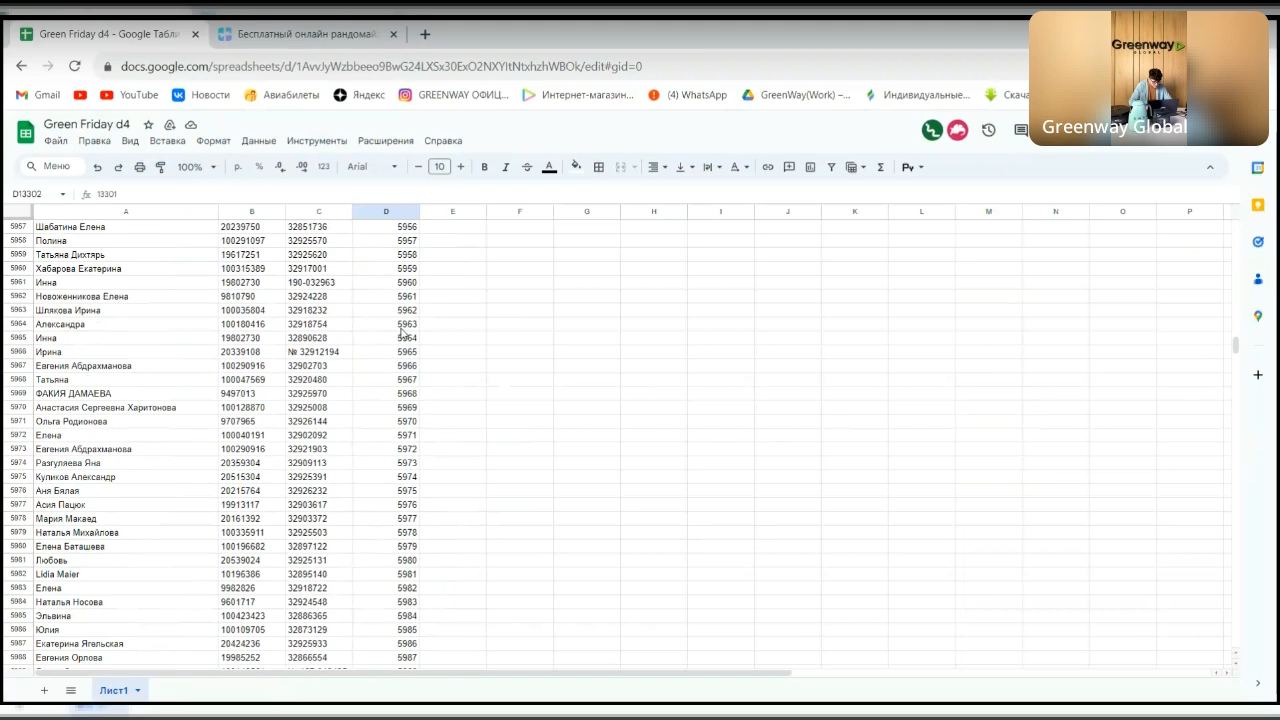 Green Friday d4 - Google Табли
Бесплатный онлайн рандомай
Gmail YouTube Новости Авиабилеты Яндекс GREENWAY ОФИЦ... Интернет-магазин... (4) WhatsApp GreenWay(Work) –... Индивидуальные... Скача
Greenway
GLOBAL
Greenway Global
Green Friday d4
Файл Правка Вид Вставка Формат Данные Инструменты Расширения Справка
Меню 100% р. % .0 .00 123 Arial 10
D13302 13301
A B C D E F G H I J K L M N O P
5957 Шабатина Елена 20239750 32851736 5956
5958 Полина 100291097 32925570 5957
5959 Татьяна Дихтярь 19617251 32925620 5958
5960 Хабарова Екатерина 100315389 32917001 5959
5961 Инна 19802730 190-032963 5960
5962 Новоженникова Елена 9810790 32924228 5961
5963 Шлякова Ирина 100035804 32918232 5962
5964 Александра 100180416 32918754 5963
5965 Инна 19802730 32890628 5964
5966 Ирина 20339108 № 32912194 5965
5967 Евгения Абдрахманова 100290916 32902703 5966
5968 Татьяна 100047569 32920480 5967
5969 ФАКИЯ ДАМАЕВА 9497013 32925970 5968
5970 Анастасия Сергеевна Харитонова 100128870 32925008 5969
5971 Ольга Родионова 9707965 32926144 5970
5972 Елена 100040191 32902092 5971
5973 Евгения Абдрахманова 100290916 32921903 5972
5974 Разгуляева Яна 20359304 32909113 5973
5975 Куликов Александр 20515304 32925391 5974
5976 Аня Бялая 20215764 32926232 5975
5977 Асия Пацюк 19913117 32903617 5976
5978 Мария Макаед 20161392 32903372 5977
5979 Наталья Михайлова 100335911 32925503 5978
5980 Елена Баташева 100196682 32897122 5979
5981 Любовь 20539024 32925131 5980
5982 Lidia Maier 10196386 32895140 5981
5983 Елена 9982826 32918722 5982
5984 Наталья Носова 9601717 32924548 5983
5985 Эльвина 100423423 32886365 5984
5986 Юлия 100109705 32873129 5985
5987 Екатерина Ягельская 20424236 32925933 5986
5988 Евгения Орлова 19985252 32866554 5987
Лист1